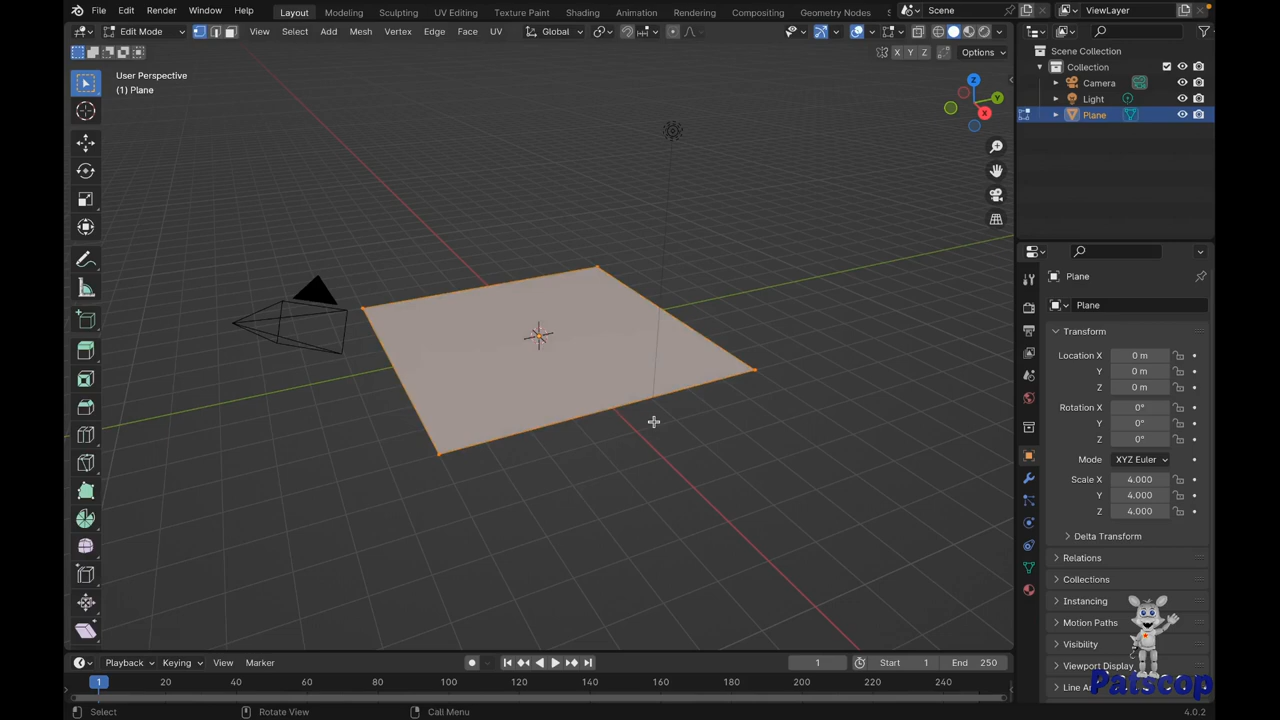 File Edit Render Window Help Layout Modeling Sculpting UV Editing Texture Paint Shading Animation Rendering Compositing Geometry Nodes S Scene ViewLayer
Edit Mode View Select Add Mesh Vertex Edge Face UV Global
X Y Z Options
User Perspective
(1) Plane
Z
Y
X
Scene Collection
Collection
Camera
Light
Plane
Plane
Plane
Transform
Location X 0 m
Y 0 m
Z 0 m
Rotation X 0°
Y 0°
Z 0°
Mode XYZ Euler
Scale X 4.000
Y 4.000
Z 4.000
Delta Transform
Relations
Collections
Instancing
Motion Paths
Visibility
Viewport Display
Line Ar
Patscop
Playback Keying View Marker 1 Start 1 End 250
1 20 40 60 80 100 120 140 160 180 200 220 240
Select Rotate View Call Menu 4.0.2